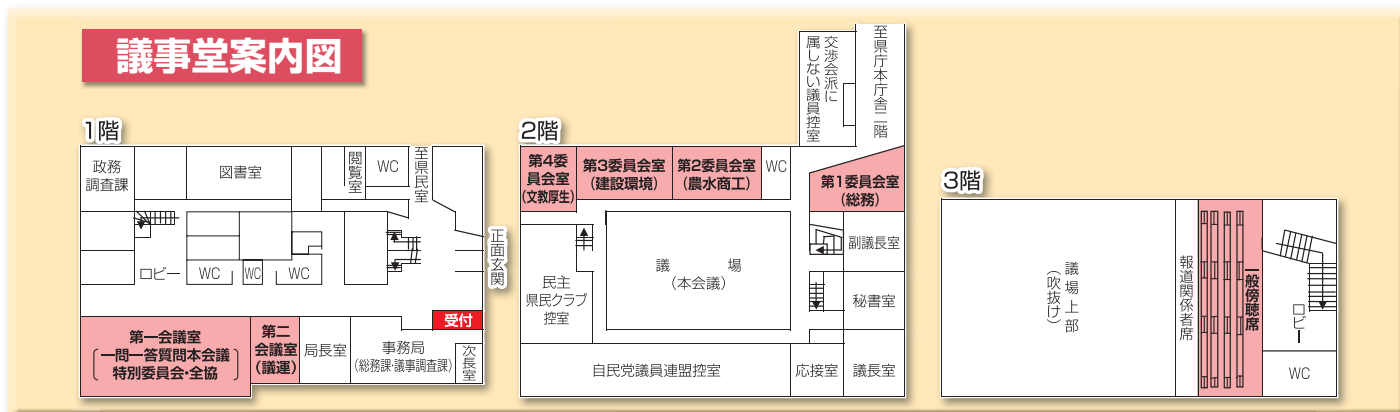 議事堂案内図
1階
政務
調査課
図書室
閲覧室
WC
至県民室
正面玄関
ロビー
WC
WC
WC
受付
第一会議室
一問一答質問本会議
特別委員会・全協
第二
会議室
(議運)
局長室
事務局
(総務課・議事調査課)
次長室
2階
交渉会派に
属しない議員控室
至県庁本庁舎二階
第4委
員会室
(文教厚生)
第3委員会室
(建設環境)
第2委員会室
(農水商工)
WC
第1委員会室
(総務)
民主
県民クラブ
控室
議場
(本会議)
副議長室
秘書室
自民党議員連盟控室
応接室
議長室
3階
議場上部
(吹抜け)
報道関係者席
一般傍聴席
ロビー
WC